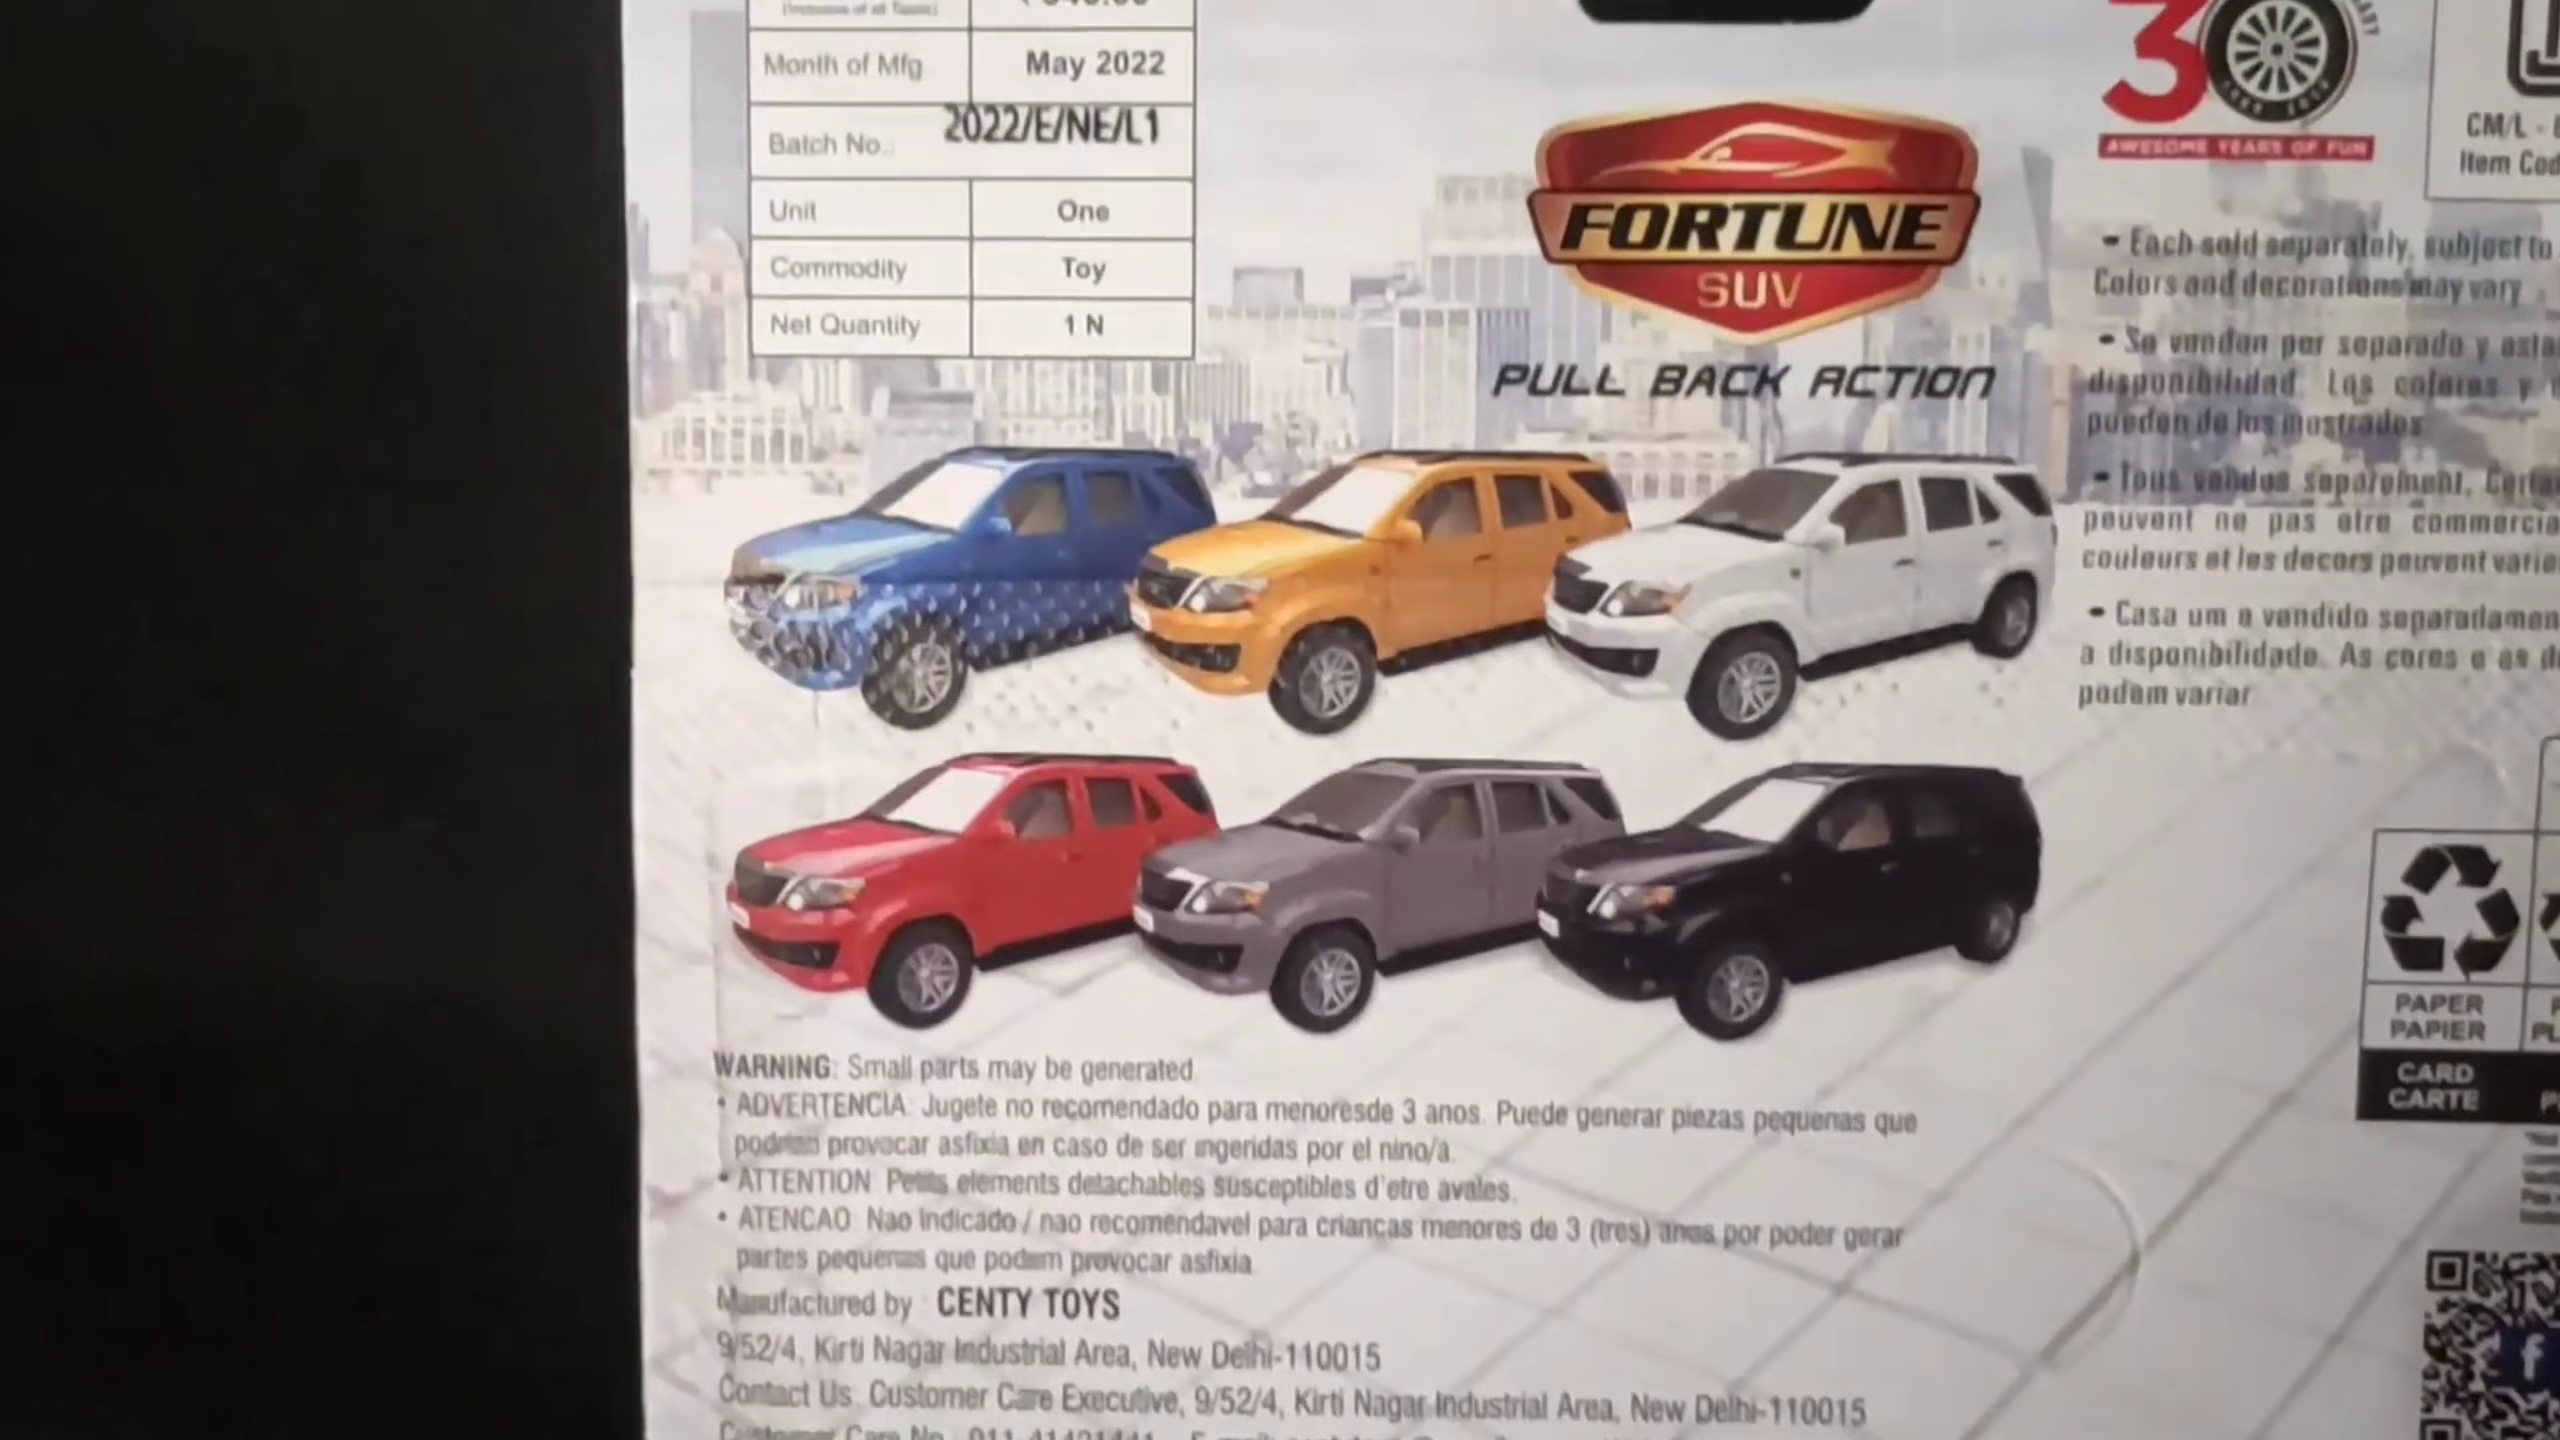 Month of Mfg May 2022
Batch No.: 2022/E/NE/L1
Unit One
Commodity Toy
Net Quantity 1 N
FORTUNE
SUV
PULL BACK ACTION
30
AWESOME YEARS OF FUN
CM/L -
Item Cod
- Each sold separately, subject to
Colors and decorations may vary
- Se venden por separado y esta
disponibilidad. Los colores y d
pueden de los mostrados
- Tous vendus separement. Certa
peuvent ne pas etre commercia
couleurs et les decors peuvent varie
- Casa um e vendido separadamen
a disponibilidade. As cores e as de
podem variar
PAPER
PAPIER
CARD
CARTE
WARNING: Small parts may be generated
• ADVERTENCIA: Jugete no recomendado para menoresde 3 anos. Puede generar piezas pequenas que
podrian provocar asfixia en caso de ser ingeridas por el nino/a.
• ATTENTION: Petits elements detachables susceptibles d'etre avales.
• ATENCAO: Nao Indicado / nao recomendavel para criancas menores de 3 (tres) anos por poder gerar
partes pequenas que podem provocar asfixia
Manufactured by : CENTY TOYS
9/52/4, Kirti Nagar Industrial Area, New Delhi-110015
Contact Us: Customer Care Executive, 9/52/4, Kirti Nagar Industrial Area, New Delhi-110015
Customer Care No